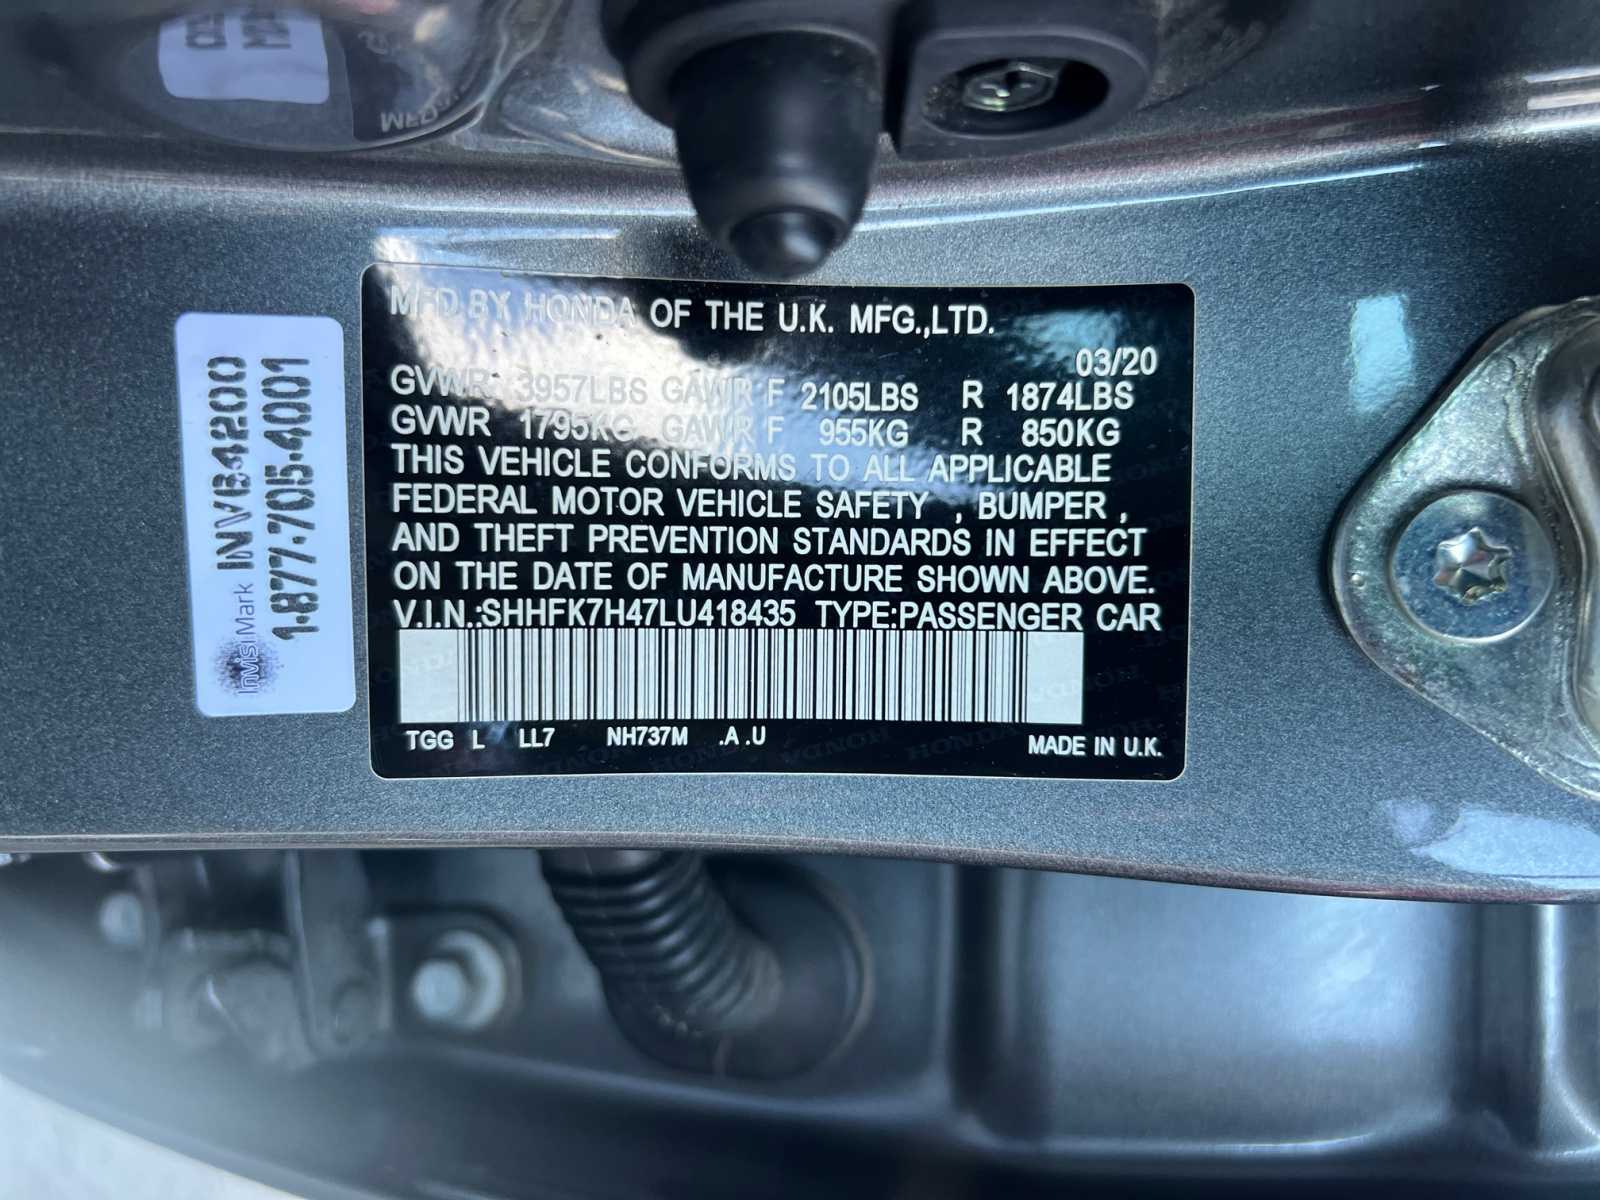 MFD.BY HONDA OF THE U.K. MFG.,LTD.
03/20
GVWR 3957LBS GAWR F 2105LBS R 1874LBS
GVWR 1795KG GAWR F 955KG R 850KG
THIS VEHICLE CONFORMS TO ALL APPLICABLE
FEDERAL MOTOR VEHICLE SAFETY , BUMPER ,
AND THEFT PREVENTION STANDARDS IN EFFECT
ON THE DATE OF MANUFACTURE SHOWN ABOVE.
V.I.N.:SHHFK7H47LU418435 TYPE:PASSENGER CAR
TGG L LL7 NH737M .A .U
MADE IN U.K.
InvisiMark INV64200
1-877-705-4001